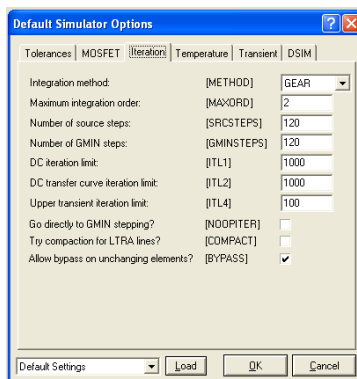 Default Simulator Options
Tolerances MOSFET Iteration Temperature Transient DSIM
Integration method: [METHOD] GEAR
Maximum integration order: [MAXORD] 2
Number of source steps: [SRCSTEPS] 120
Number of GMIN steps: [GMINSTEPS] 120
DC iteration limit: [ITL1] 1000
DC transfer curve iteration limit: [ITL2] 1000
Upper transient iteration limit: [ITL4] 100
Go directly to GMIN stepping? [NOOPITER]
Try compaction for LTRA lines? [COMPACT]
Allow bypass on unchanging elements? [BYPASS]
Default Settings Load OK Cancel